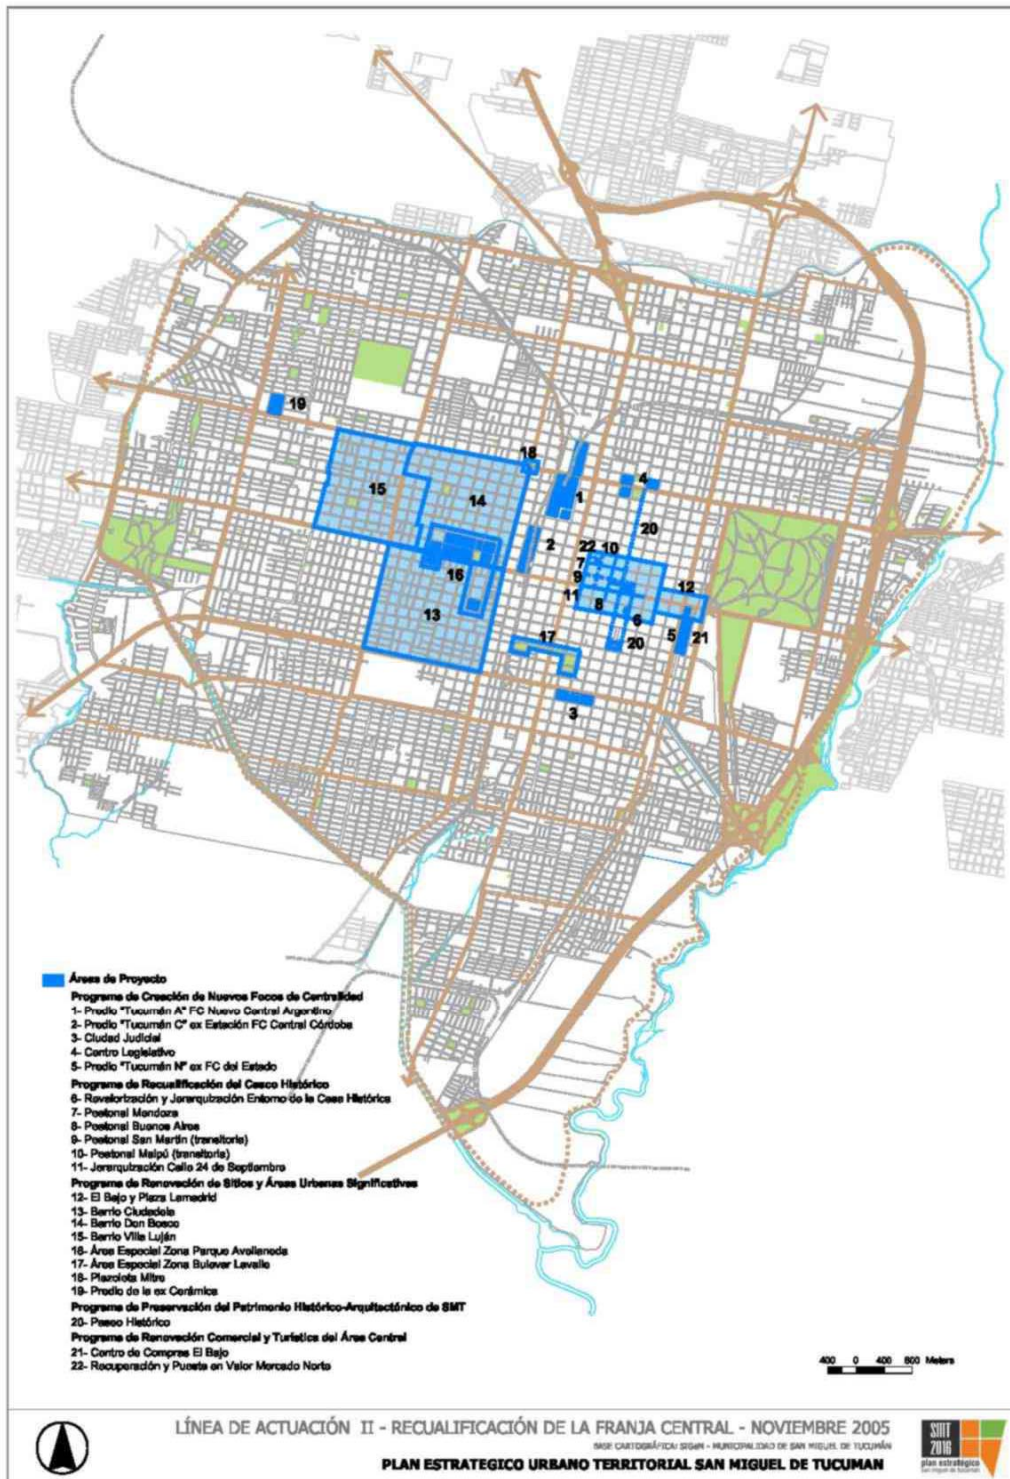 19
18
15
14
1
4
20
2
22
10
7
9
11
8
12
16
13
6
5
21
17
20
3
Áreas de Proyecto
Programa de Creación de Nuevos Focos de Centralidad
1- Predio "Tucumán A" FC Nuevo Central Argentino
2- Predio "Tucumán C" ex Estación FC Central Córdoba
3- Ciudad Judicial
4- Centro Legislativo
5- Predio "Tucumán N" ex FC del Estado
Programa de Recualificación del Casco Histórico
6- Revalorización y Jerarquización Entorno de la Casa Histórica
7- Peatonal Mendoza
8- Peatonal Buenos Aires
9- Peatonal San Martín (transitoria)
10- Peatonal Maipú (transitoria)
11- Jerarquización Calle 24 de Septiembre
Programa de Renovación de Sitios y Áreas Urbanas Significativas
12- El Bajo y Plaza Lamadrid
13- Barrio Ciudadela
14- Barrio Don Bosco
15- Barrio Villa Luján
16- Área Especial Zona Parque Avellaneda
17- Área Especial Zona Bulevar Lavalle
18- Plazoleta Mitre
19- Predio de la ex Cerámica
Programa de Preservación del Patrimonio Histórico-Arquitectónico de SMT
20- Paseo Histórico
Programa de Renovación Comercial y Turística del Área Central
21- Centro de Compras El Bajo
22- Recuperación y Puesta en Valor Mercado Norte
400 0 400 800 Meters
LÍNEA DE ACTUACIÓN II - RECUALIFICACIÓN DE LA FRANJA CENTRAL - NOVIEMBRE 2005
BASE CARTOGRÁFICA: SIGEM - MUNICIPALIDAD DE SAN MIGUEL DE TUCUMÁN
PLAN ESTRATEGICO URBANO TERRITORIAL SAN MIGUEL DE TUCUMAN
SMT
2016
plan estratégico
san miguel de tucumán